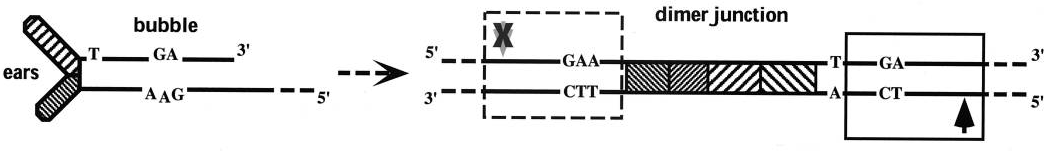 bubble
dimer junction
ears
T GA 3'
A A G 5'
X
5' GAA T GA 3'
3' CTT A CT 5'